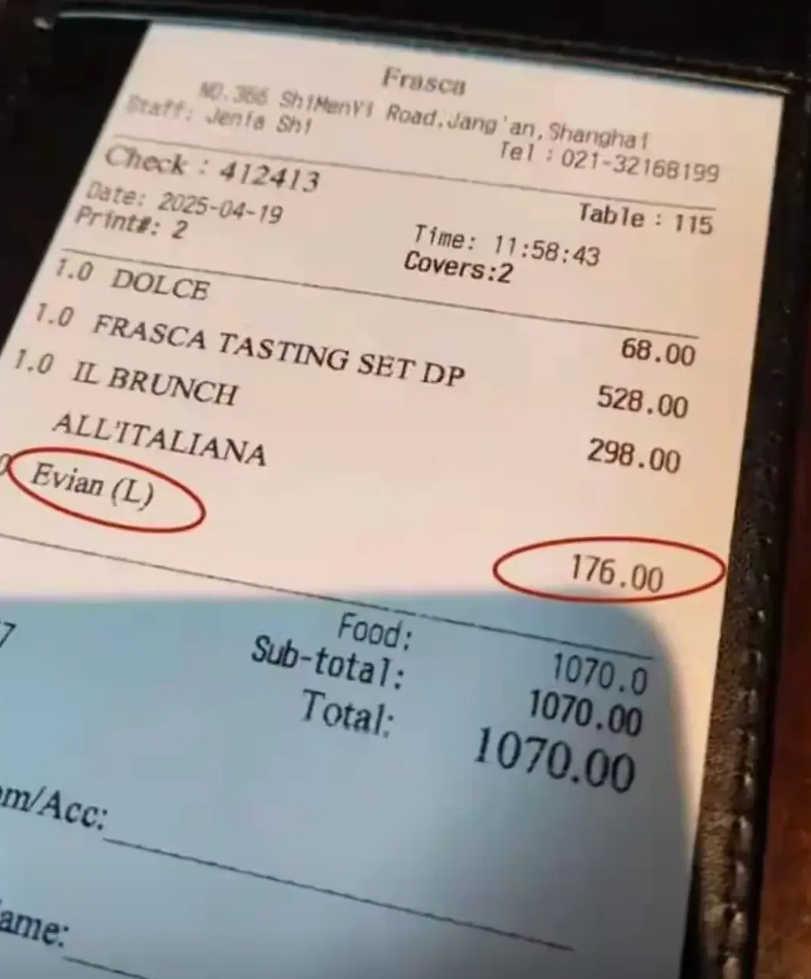 Frasca
NO.366 ShiMenYi Road,Jang'an,Shanghai
Staff: Jenfa Shi
Tel : 021-32168199
Check : 412413
Table : 115
Date: 2025-04-19
Time: 11:58:43
Print#: 2
Covers:2
1.0 DOLCE 68.00
1.0 FRASCA TASTING SET DP 528.00
1.0 IL BRUNCH
ALL'ITALIANA 298.00
Evian (L) 176.00
7
Food: 1070.0
Sub-total: 1070.00
Total: 1070.00
om/Acc:
ame: